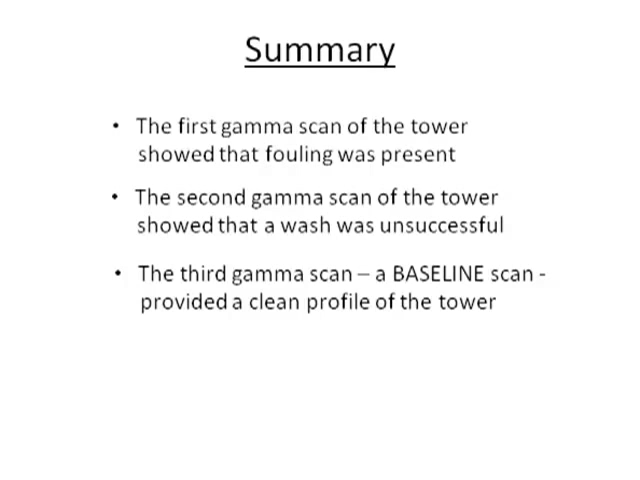 Summary
• The first gamma scan of the tower
showed that fouling was present
• The second gamma scan of the tower
showed that a wash was unsuccessful
• The third gamma scan – a BASELINE scan -
provided a clean profile of the tower